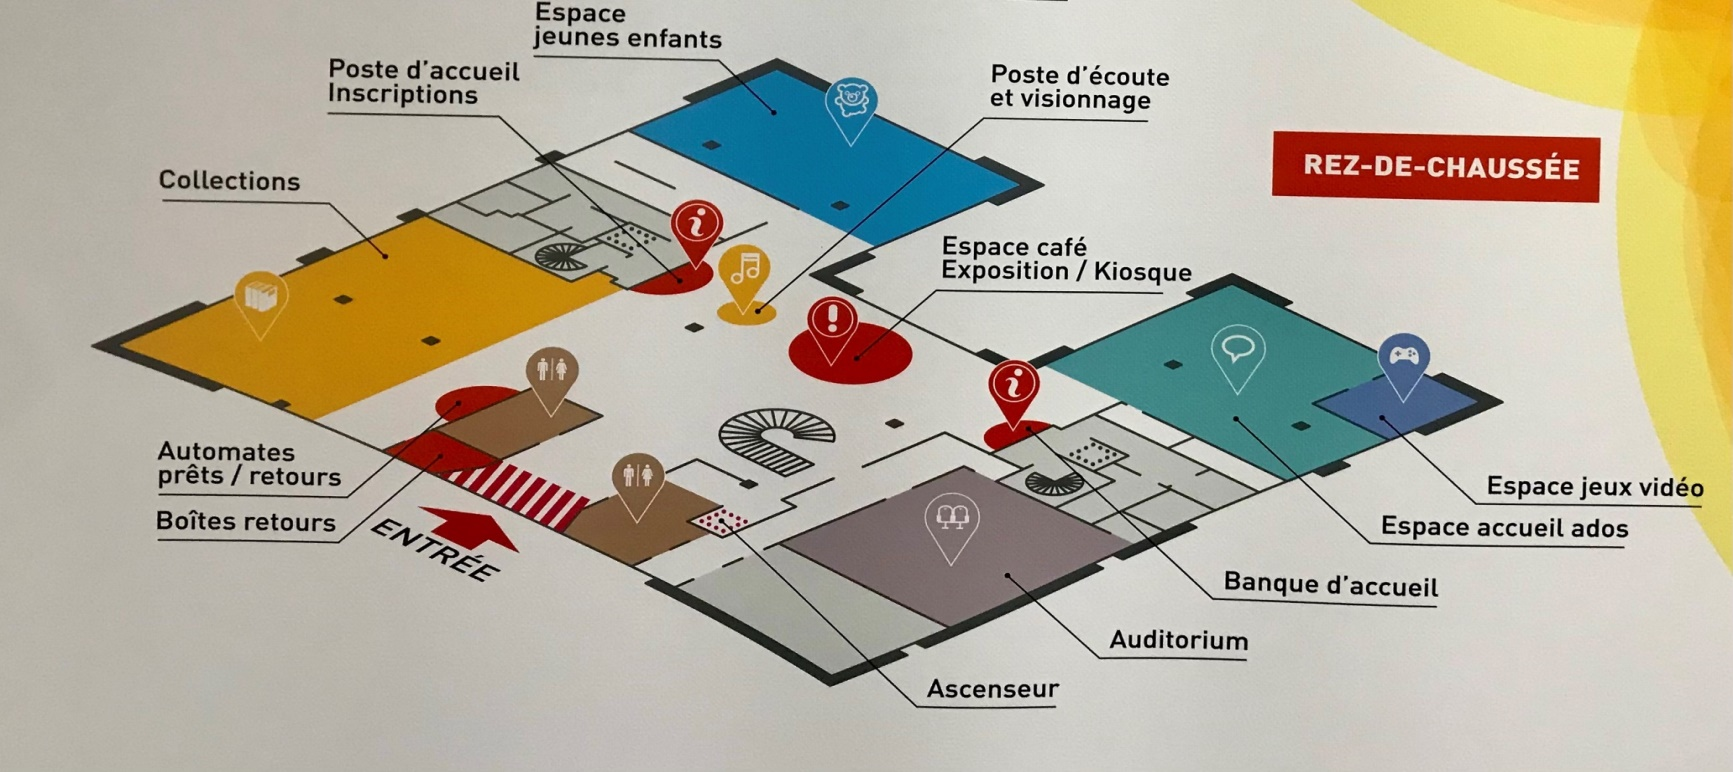 Espace
jeunes enfants
Poste d'accueil
Inscriptions
Poste d'écoute
et visionnage
REZ-DE-CHAUSSÉE
Collections
Espace café
Exposition / Kiosque
Automates
prêts / retours
Boîtes retours
ENTRÉE
Espace jeux vidéo
Espace accueil ados
Banque d'accueil
Auditorium
Ascenseur